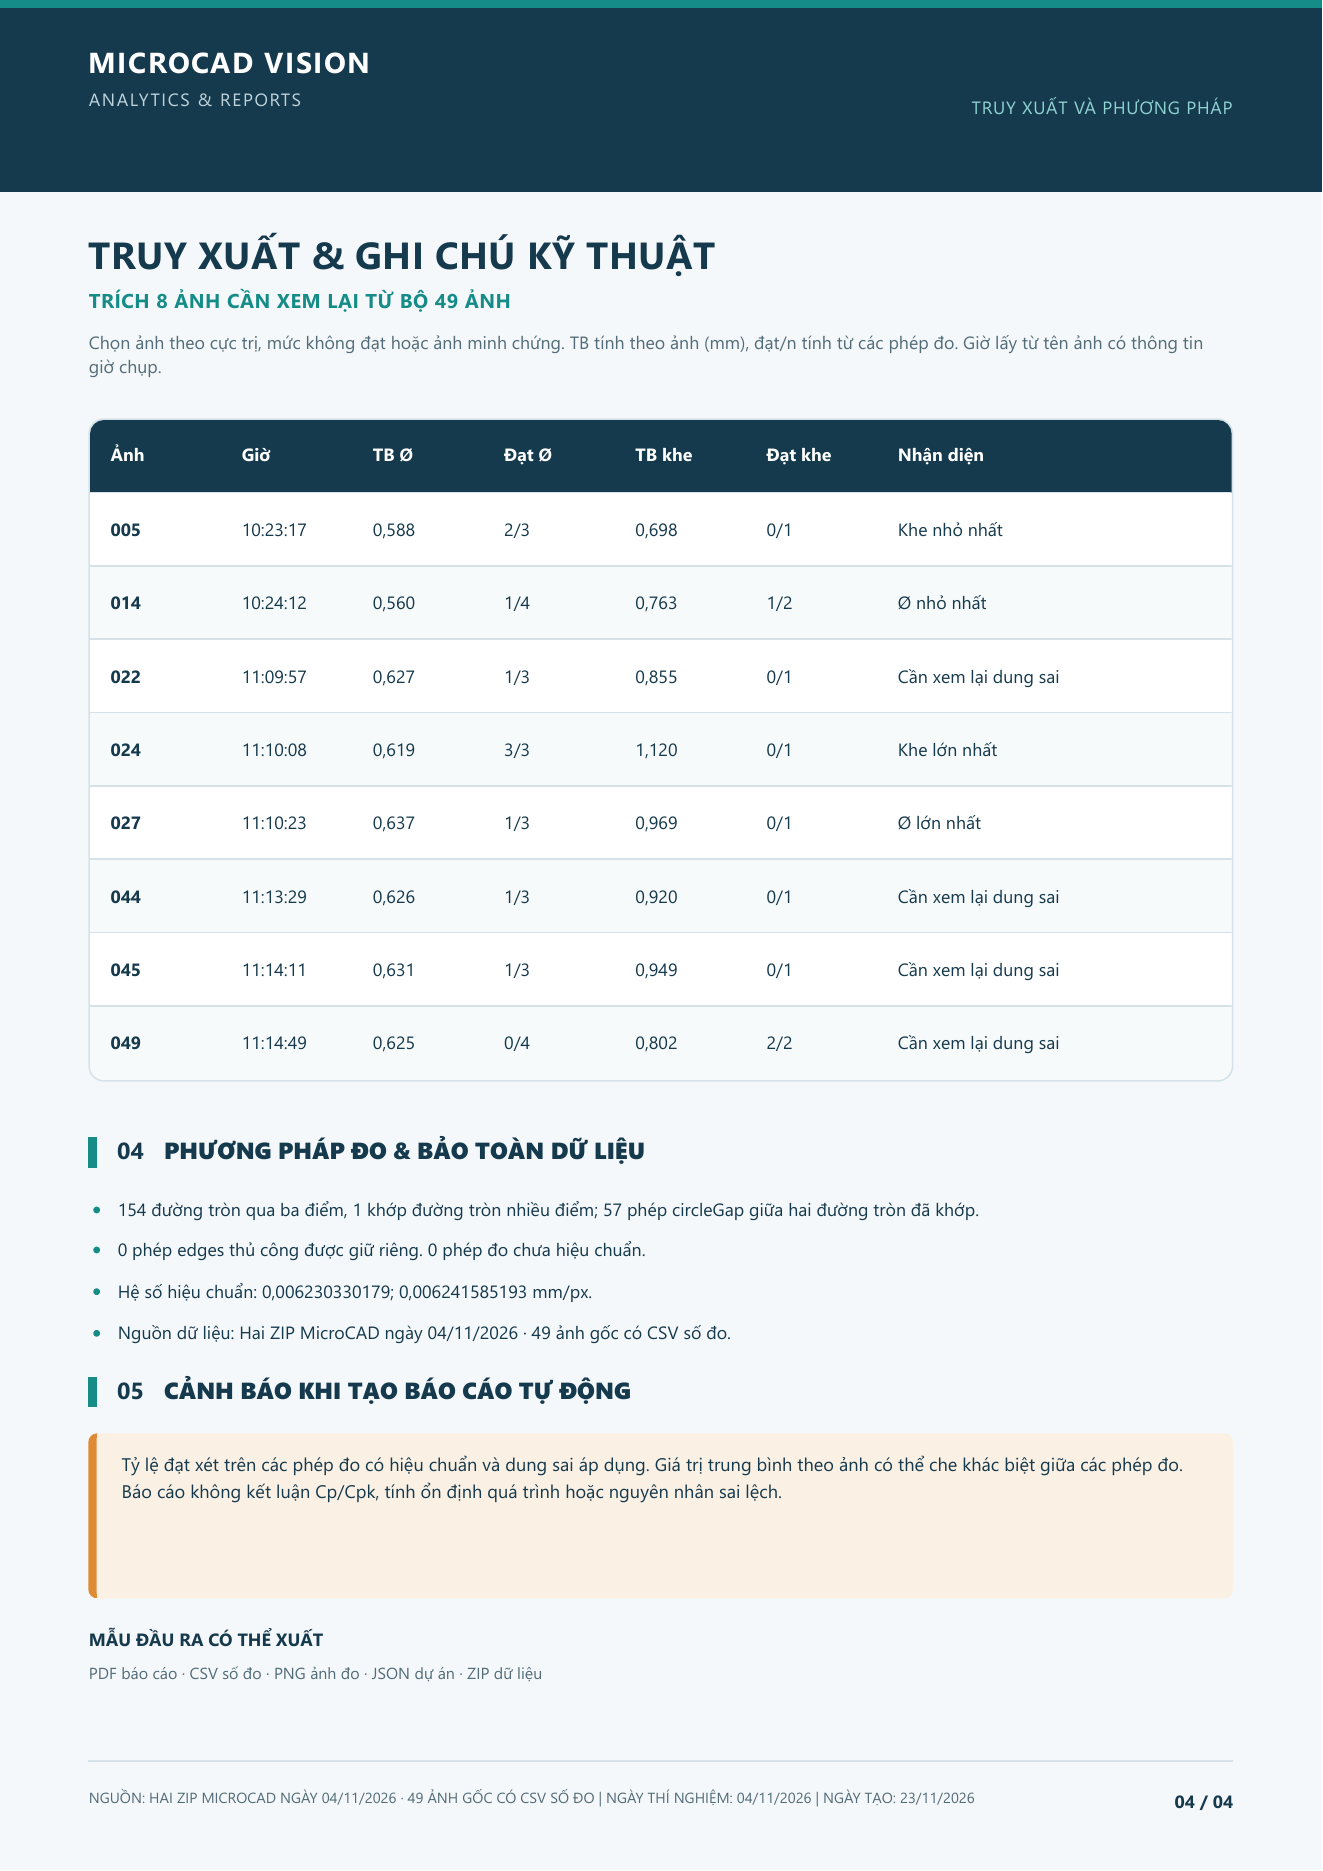 MICROCAD VISION
ANALYTICS & REPORTS
TRUY XUẤT VÀ PHƯƠNG PHÁP
TRUY XUẤT & GHI CHÚ KỸ THUẬT
TRÍCH 8 ẢNH CẦN XEM LẠI TỪ BỘ 49 ẢNH
Chọn ảnh theo cực trị, mức không đạt hoặc ảnh minh chứng. TB tính theo ảnh (mm), đạt/n tính từ các phép đo. Giờ lấy từ tên ảnh có thông tin
giờ chụp.
Ảnh Giờ TB Ø Đạt Ø TB khe Đạt khe Nhận diện
005 10:23:17 0,588 2/3 0,698 0/1 Khe nhỏ nhất
014 10:24:12 0,560 1/4 0,763 1/2 Ø nhỏ nhất
022 11:09:57 0,627 1/3 0,855 0/1 Cần xem lại dung sai
024 11:10:08 0,619 3/3 1,120 0/1 Khe lớn nhất
027 11:10:23 0,637 1/3 0,969 0/1 Ø lớn nhất
044 11:13:29 0,626 1/3 0,920 0/1 Cần xem lại dung sai
045 11:14:11 0,631 1/3 0,949 0/1 Cần xem lại dung sai
049 11:14:49 0,625 0/4 0,802 2/2 Cần xem lại dung sai
04 PHƯƠNG PHÁP ĐO & BẢO TOÀN DỮ LIỆU
• 154 đường tròn qua ba điểm, 1 khớp đường tròn nhiều điểm; 57 phép circleGap giữa hai đường tròn đã khớp.
• 0 phép edges thủ công được giữ riêng. 0 phép đo chưa hiệu chuẩn.
• Hệ số hiệu chuẩn: 0,006230330179; 0,006241585193 mm/px.
• Nguồn dữ liệu: Hai ZIP MicroCAD ngày 04/11/2026 · 49 ảnh gốc có CSV số đo.
05 CẢNH BÁO KHI TẠO BÁO CÁO TỰ ĐỘNG
Tỷ lệ đạt xét trên các phép đo có hiệu chuẩn và dung sai áp dụng. Giá trị trung bình theo ảnh có thể che khác biệt giữa các phép đo.
Báo cáo không kết luận Cp/Cpk, tính ổn định quá trình hoặc nguyên nhân sai lệch.
MẪU ĐẦU RA CÓ THỂ XUẤT
PDF báo cáo · CSV số đo · PNG ảnh đo · JSON dự án · ZIP dữ liệu
NGUỒN: HAI ZIP MICROCAD NGÀY 04/11/2026 · 49 ẢNH GỐC CÓ CSV SỐ ĐO | NGÀY THÍ NGHIỆM: 04/11/2026 | NGÀY TẠO: 23/11/2026
04 / 04